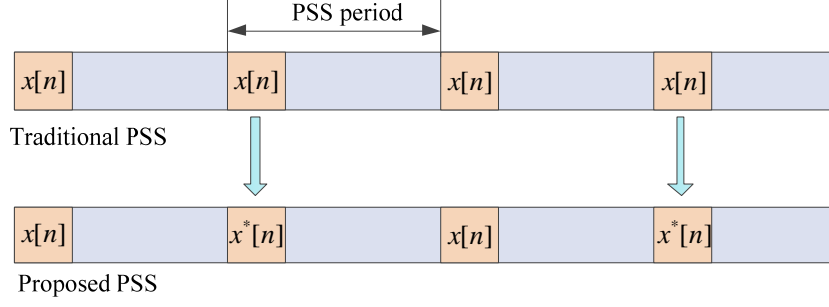 PSS period
x[n] x[n] x[n] x[n]
Traditional PSS
x[n] x*[n] x[n] x*[n]
Proposed PSS